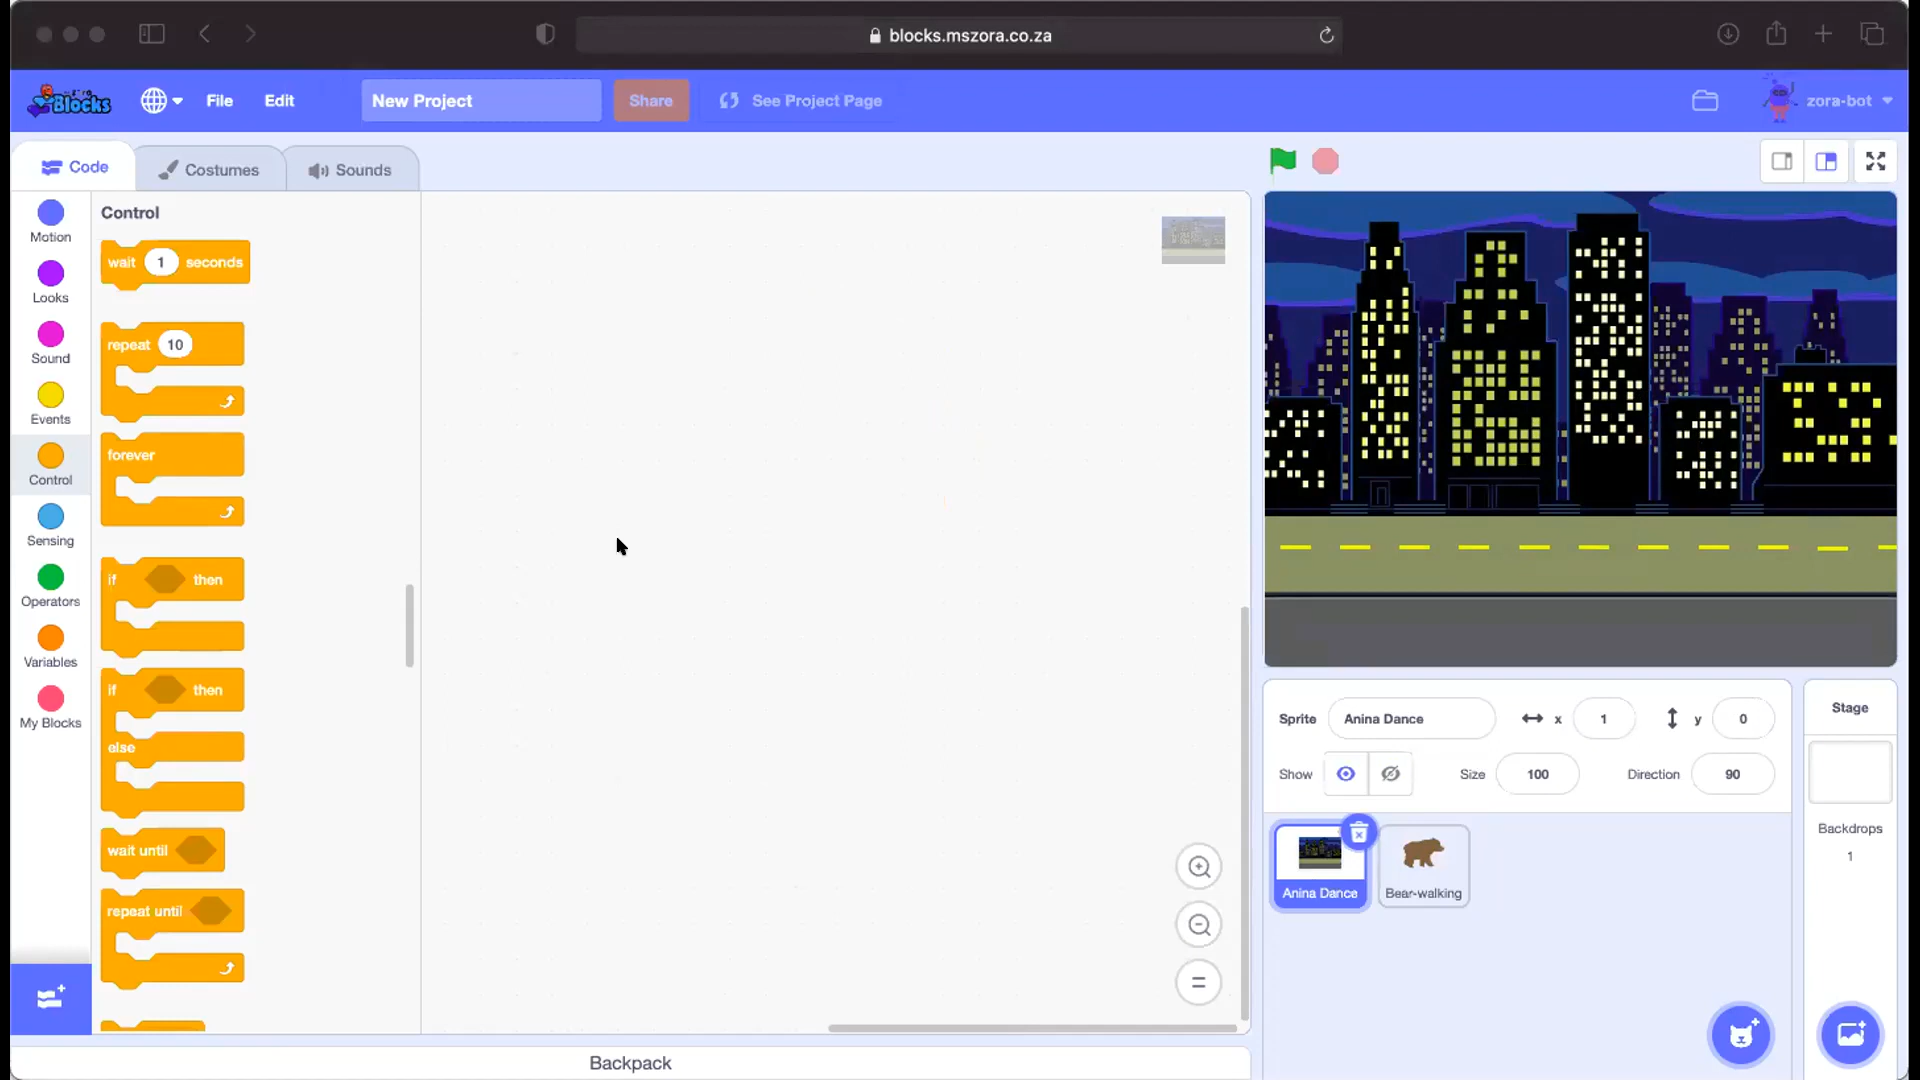 blocks.mszora.co.za
Blocks
File
Edit
New Project
Share
See Project Page
zora-bot
Code
Costumes
Sounds
Motion
Looks
Sound
Events
Control
Sensing
Operators
Variables
My Blocks
Control
wait 1 seconds
repeat 10
forever
if then
if then
else
wait until
repeat until
Backpack
Sprite
Anina Dance
x
1
y
0
Show
Size
100
Direction
90
Anina Dance
Bear-walking
Stage
Backdrops
1